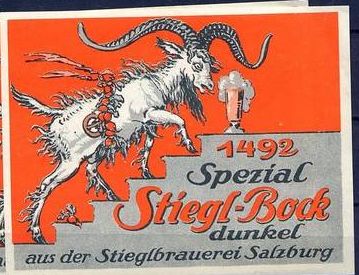 1492
Spezial
Stiegl-Bock
dunkel
aus der Stieglbrauerei Salzburg